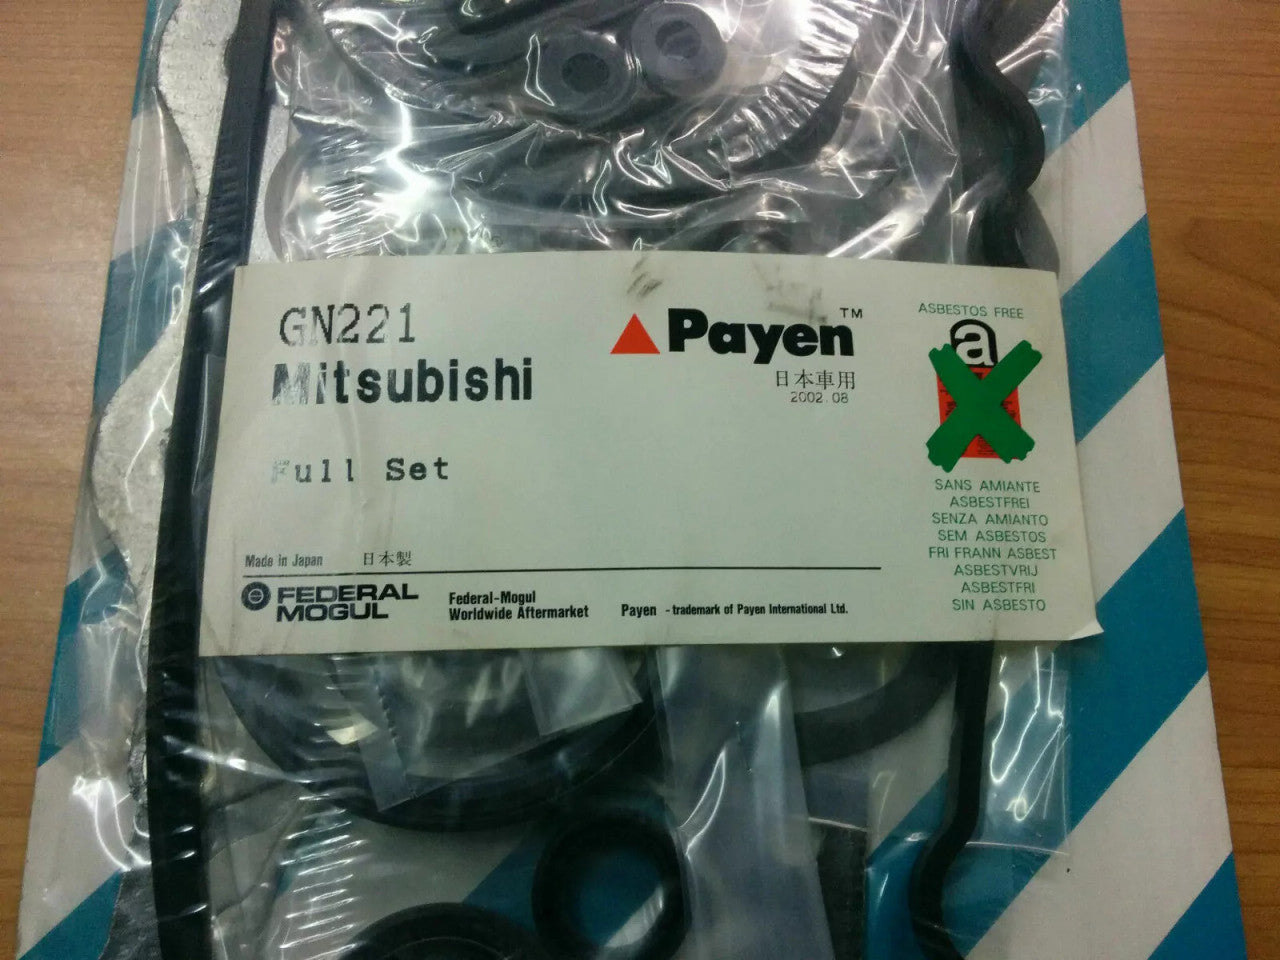 GN221
Mitsubishi
Full Set
Payen™
日本車用
2002.08
ASBESTOS FREE
a
SANS AMIANTE
ASBESTFREI
SENZA AMIANTO
SEM ASBESTOS
FRI FRANN ASBEST
ASBESTVRIJ
ASBESTFRI
SIN ASBESTO
Made in Japan 日本製
FEDERAL
MOGUL
Federal-Mogul
Worldwide Aftermarket
Payen - trademark of Payen International Ltd.